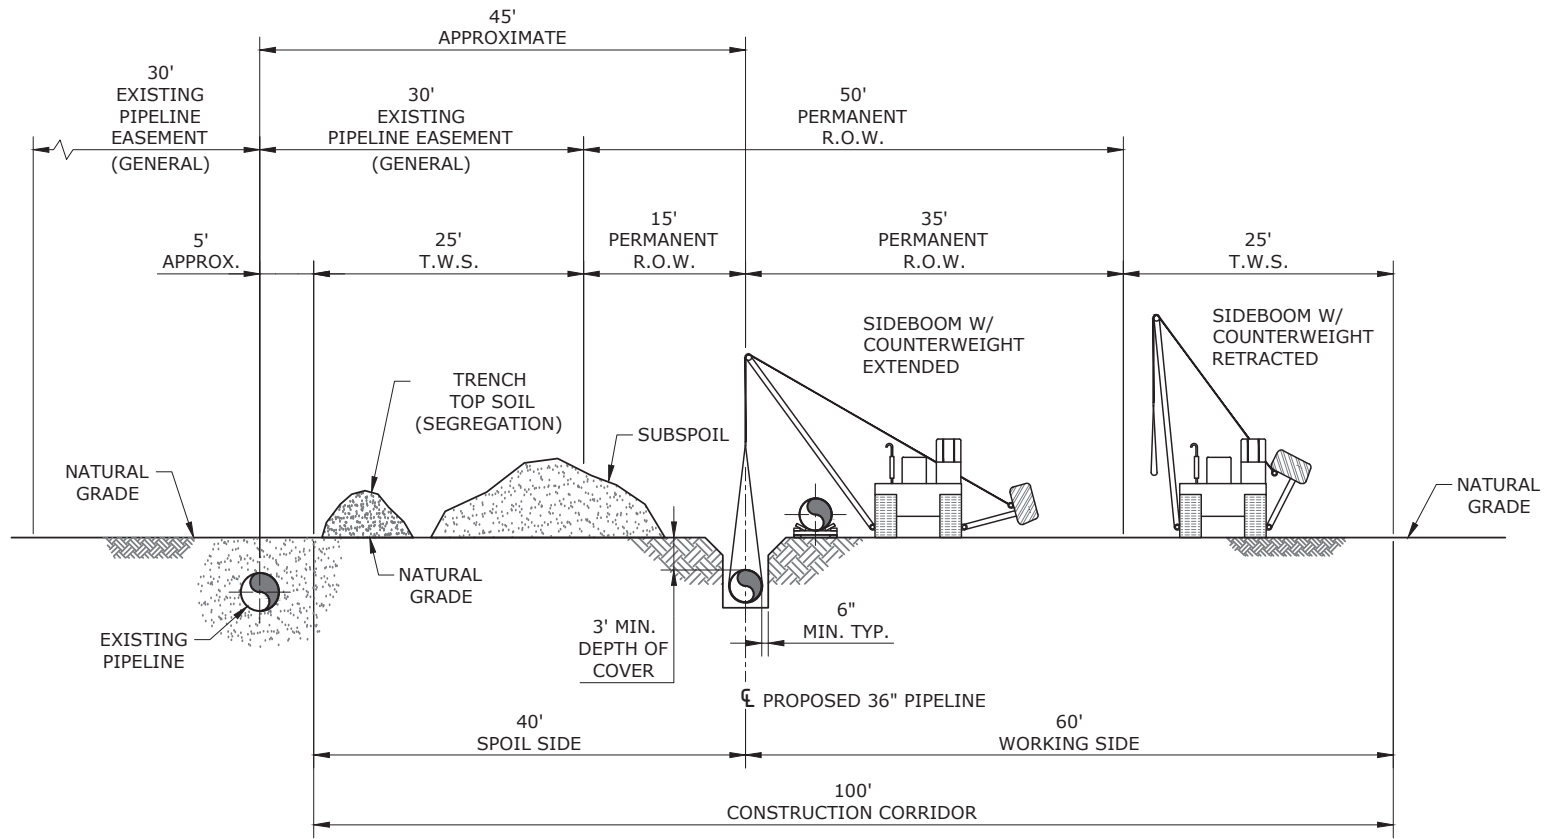 45'
APPROXIMATE
30'
EXISTING
PIPELINE
EASEMENT
(GENERAL)
30'
EXISTING
PIPELINE EASEMENT
(GENERAL)
50'
PERMANENT
R.O.W.
5'
APPROX.
25'
T.W.S.
15'
PERMANENT
R.O.W.
35'
PERMANENT
R.O.W.
25'
T.W.S.
SIDEBOOM W/
COUNTERWEIGHT
EXTENDED
SIDEBOOM W/
COUNTERWEIGHT
RETRACTED
TRENCH
TOP SOIL
(SEGREGATION)
SUBSPOIL
NATURAL
GRADE
NATURAL
GRADE
NATURAL
GRADE
EXISTING
PIPELINE
3' MIN.
DEPTH OF
COVER
6"
MIN. TYP.
℄ PROPOSED 36" PIPELINE
40'
SPOIL SIDE
60'
WORKING SIDE
100'
CONSTRUCTION CORRIDOR